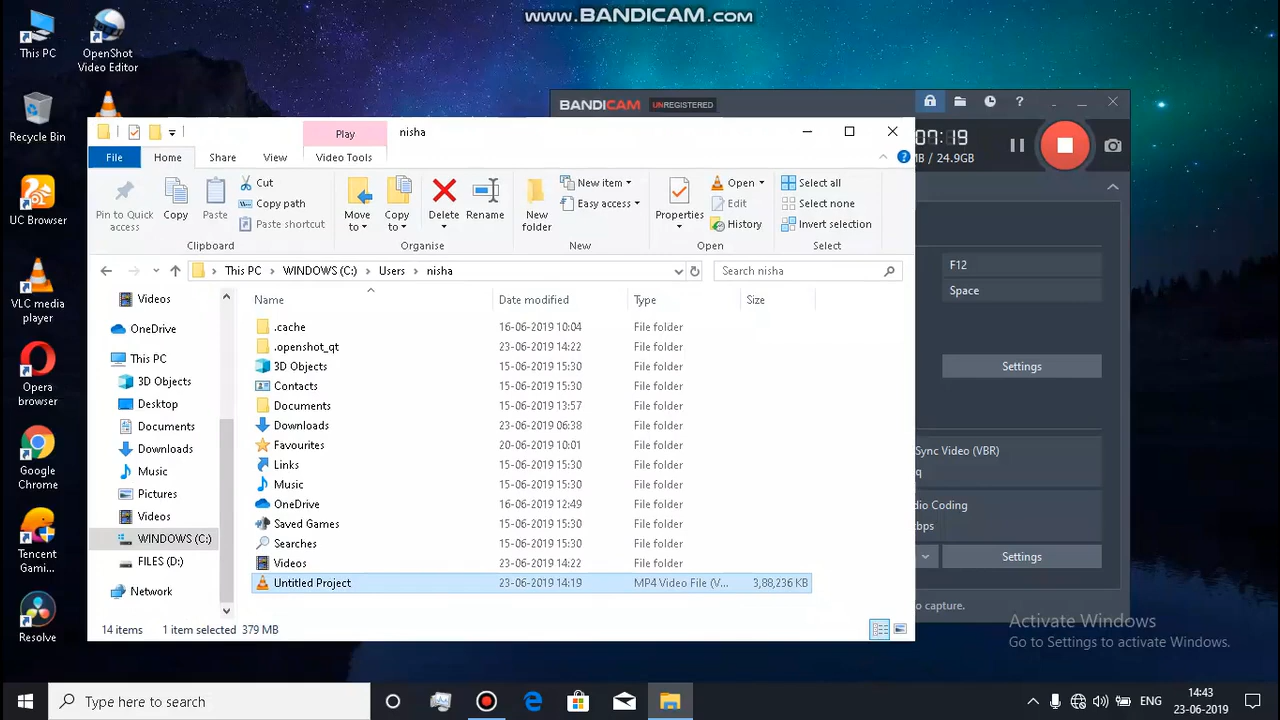 www.BANDICAM.com
This PC
OpenShot
Video Editor
Recycle Bin
UC Browser
VLC media
player
Opera
browser
Google
Chrome
Tencent
Gami...
Resolve
BANDICAM UNREGISTERED
07:19
MB / 24.9GB
F12
Space
Settings
Sync Video (VBR)
Settings
o capture.
Play
nisha
File
Home
Share
View
Video Tools
Pin to Quick
access
Copy
Paste
Cut
Copy path
Paste shortcut
Clipboard
Move
to
Copy
to
Delete
Rename
Organise
New
folder
New item
Easy access
New
Properties
Open
Edit
History
Open
Select all
Select none
Invert selection
Select
This PC > WINDOWS (C:) > Users > nisha
Search nisha
Name Date modified Type Size
Videos
OneDrive
This PC
3D Objects
Desktop
Documents
Downloads
Music
Pictures
Videos
WINDOWS (C:)
FILES (D:)
Network
.cache 16-06-2019 10:04 File folder
.openshot_qt 23-06-2019 14:22 File folder
3D Objects 15-06-2019 15:30 File folder
Contacts 15-06-2019 15:30 File folder
Documents 15-06-2019 13:57 File folder
Downloads 23-06-2019 06:38 File folder
Favourites 20-06-2019 10:01 File folder
Links 15-06-2019 15:30 File folder
Music 15-06-2019 15:30 File folder
OneDrive 16-06-2019 12:49 File folder
Saved Games 15-06-2019 15:30 File folder
Searches 15-06-2019 15:30 File folder
Videos 23-06-2019 14:22 File folder
Untitled Project 23-06-2019 14:19 MP4 Video File (V... 3,88,236 KB
14 items 1 item selected 379 MB
q
dio Coding
bps
Activate Windows
Go to Settings to activate Windows.
Type here to search
ENG
14:43
23-06-2019